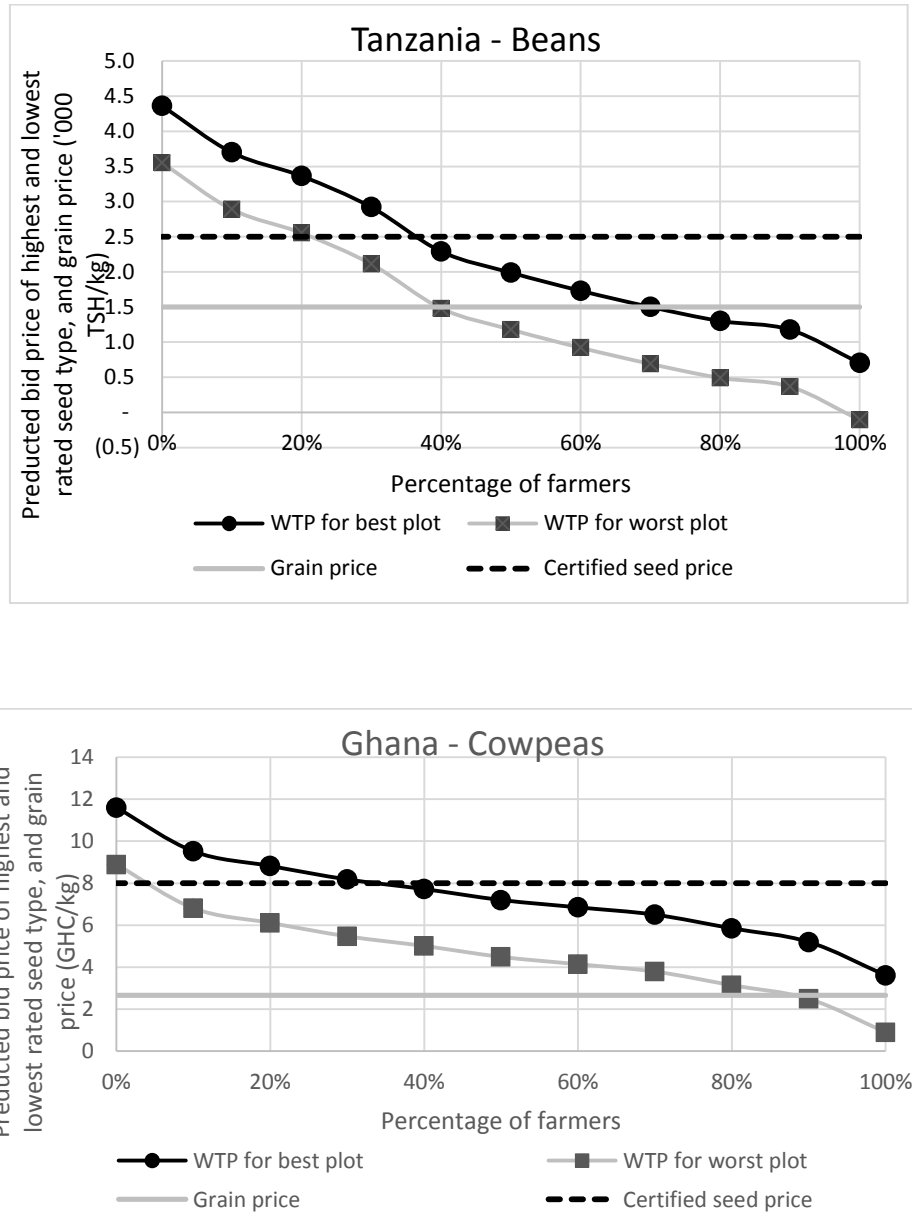 Tanzania - Beans
Preducted bid price of highest and lowest
rated seed type, and grain price ('000
TSH/kg)
5.0
4.5
4.0
3.5
3.0
2.5
2.0
1.5
1.0
0.5
-
(0.5)
0% 20% 40% 60% 80% 100%
Percentage of farmers
WTP for best plot WTP for worst plot
Grain price Certified seed price
Ghana - Cowpeas
Preducted bid price of highest and
lowest rated seed type, and grain
price (GHC/kg)
14
12
10
8
6
4
2
0
0% 20% 40% 60% 80% 100%
Percentage of farmers
WTP for best plot WTP for worst plot
Grain price Certified seed price